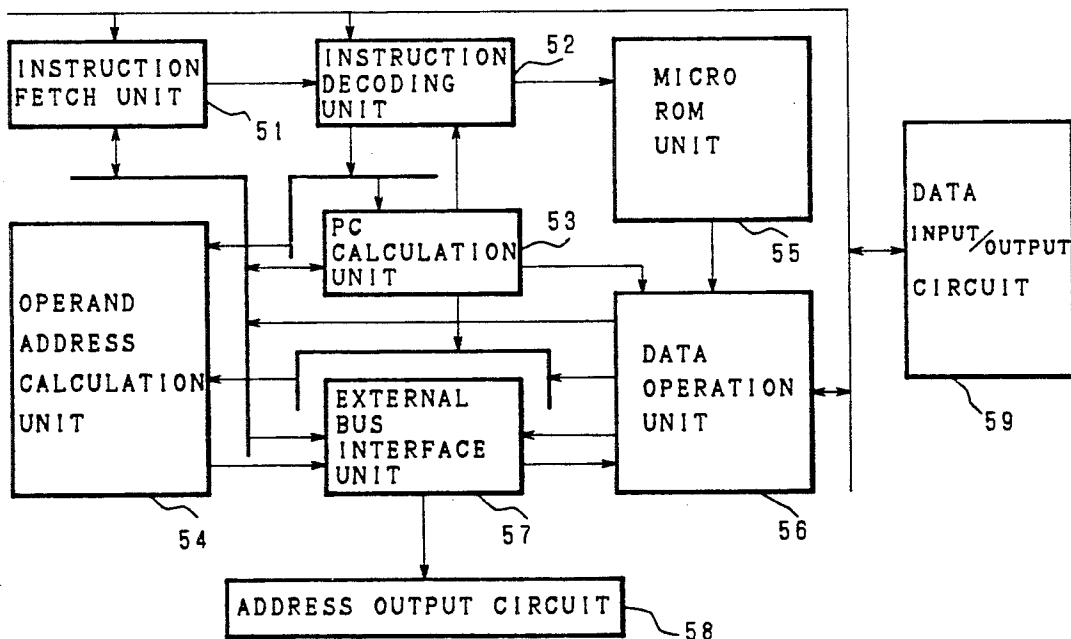 INSTRUCTION
FETCH UNIT
51
INSTRUCTION
DECODING
UNIT
52
MICRO
ROM
UNIT
55
PC
CALCULATION
UNIT
53
OPERAND
ADDRESS
CALCULATION
UNIT
54
DATA
OPERATION
UNIT
56
EXTERNAL
BUS
INTERFACE
UNIT
57
DATA
INPUT/OUTPUT
CIRCUIT
59
ADDRESS OUTPUT CIRCUIT
58